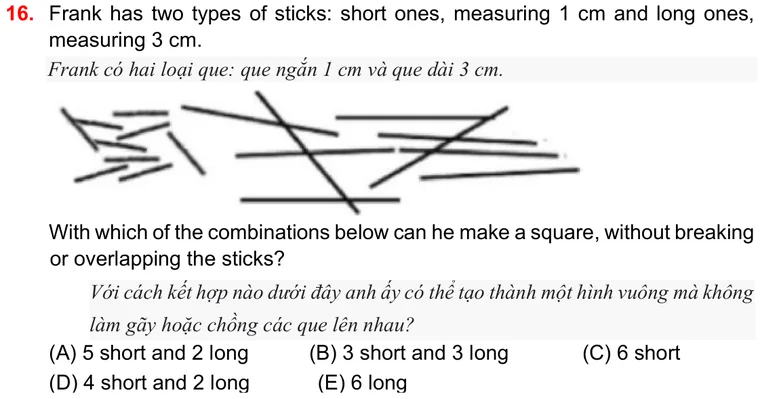 16. Frank has two types of sticks: short ones, measuring 1 cm and long ones,
measuring 3 cm.
Frank có hai loại que: que ngắn 1 cm và que dài 3 cm.
With which of the combinations below can he make a square, without breaking
or overlapping the sticks?
Với cách kết hợp nào dưới đây anh ấy có thể tạo thành một hình vuông mà không
làm gãy hoặc chồng các que lên nhau?
(A) 5 short and 2 long (B) 3 short and 3 long (C) 6 short
(D) 4 short and 2 long (E) 6 long